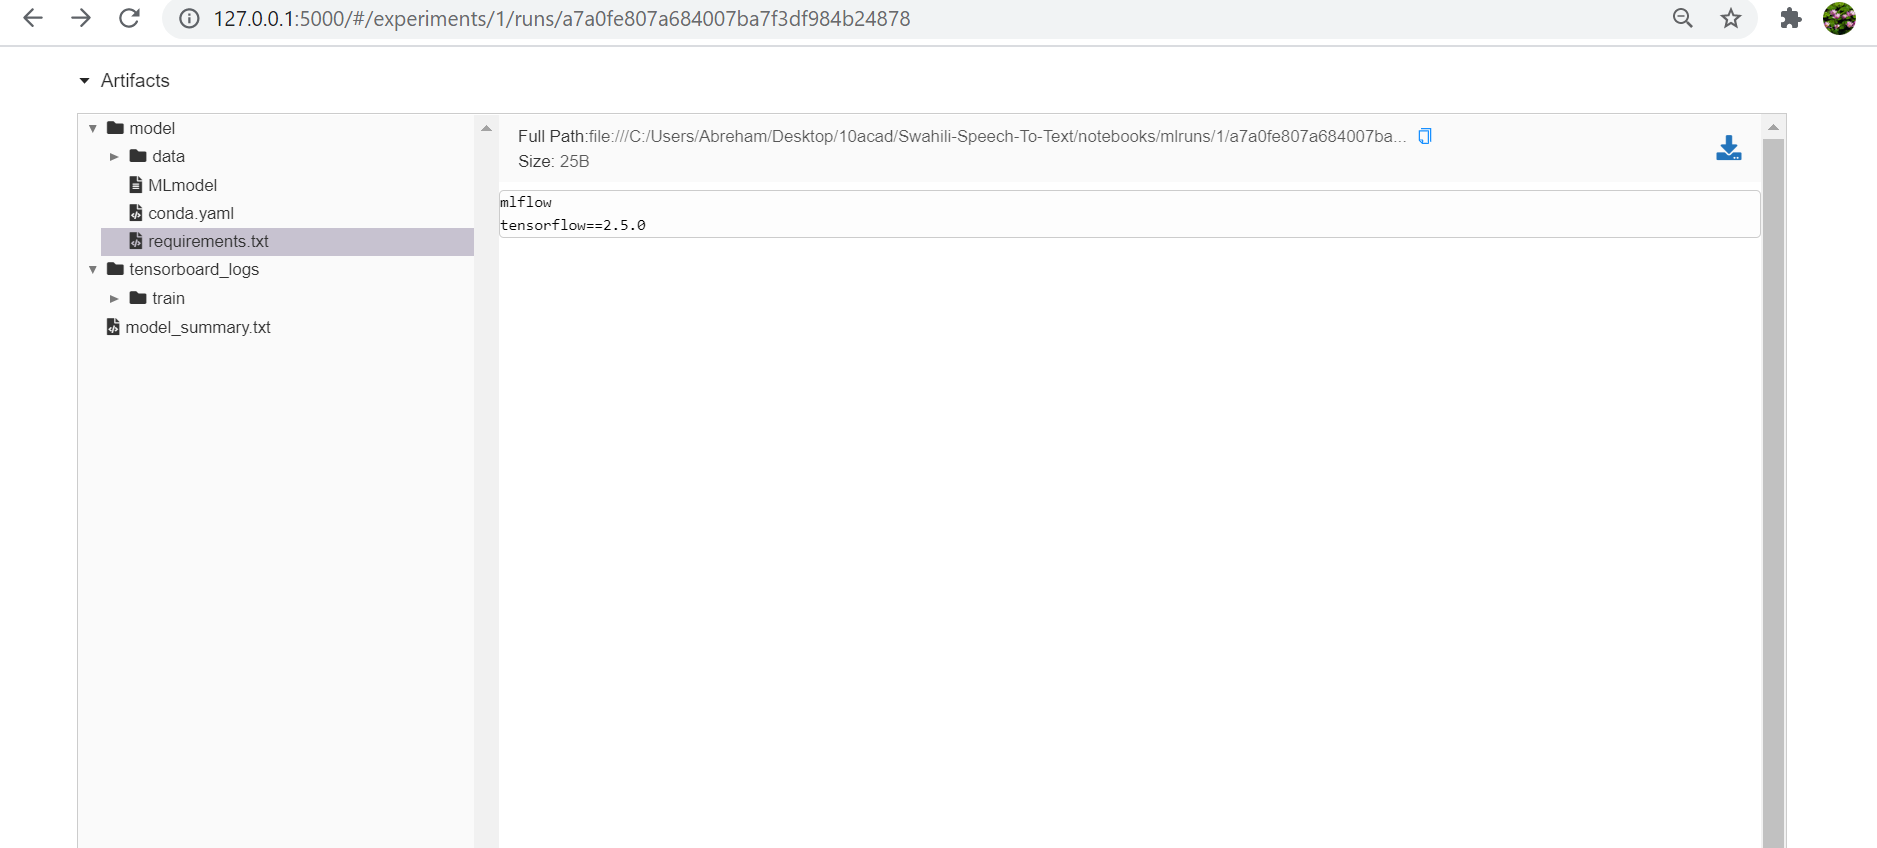 127.0.0.1:5000/#/experiments/1/runs/a7a0fe807a684007ba7f3df984b24878
Artifacts
model
data
MLmodel
conda.yaml
requirements.txt
tensorboard_logs
train
model_summary.txt
Full Path:file:///C:/Users/Abreham/Desktop/10acad/Swahili-Speech-To-Text/notebooks/mlruns/1/a7a0fe807a684007ba...
Size: 25B
mlflow
tensorflow==2.5.0